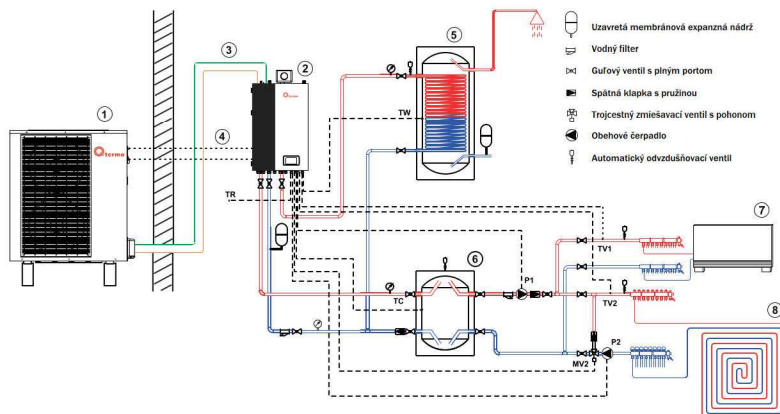 1
termo
3
4
2
termo
TR
TW
5
TC
6
P1
TV1
TV2
MV2
P2
7
8
Uzavretá membránová expanzná nádrž
Vodný filter
Guľový ventil s plným portom
Spätná klapka s pružinou
Trojcestný zmiešavací ventil s pohonom
Obehové čerpadlo
Automatický odvzdušňovací ventil